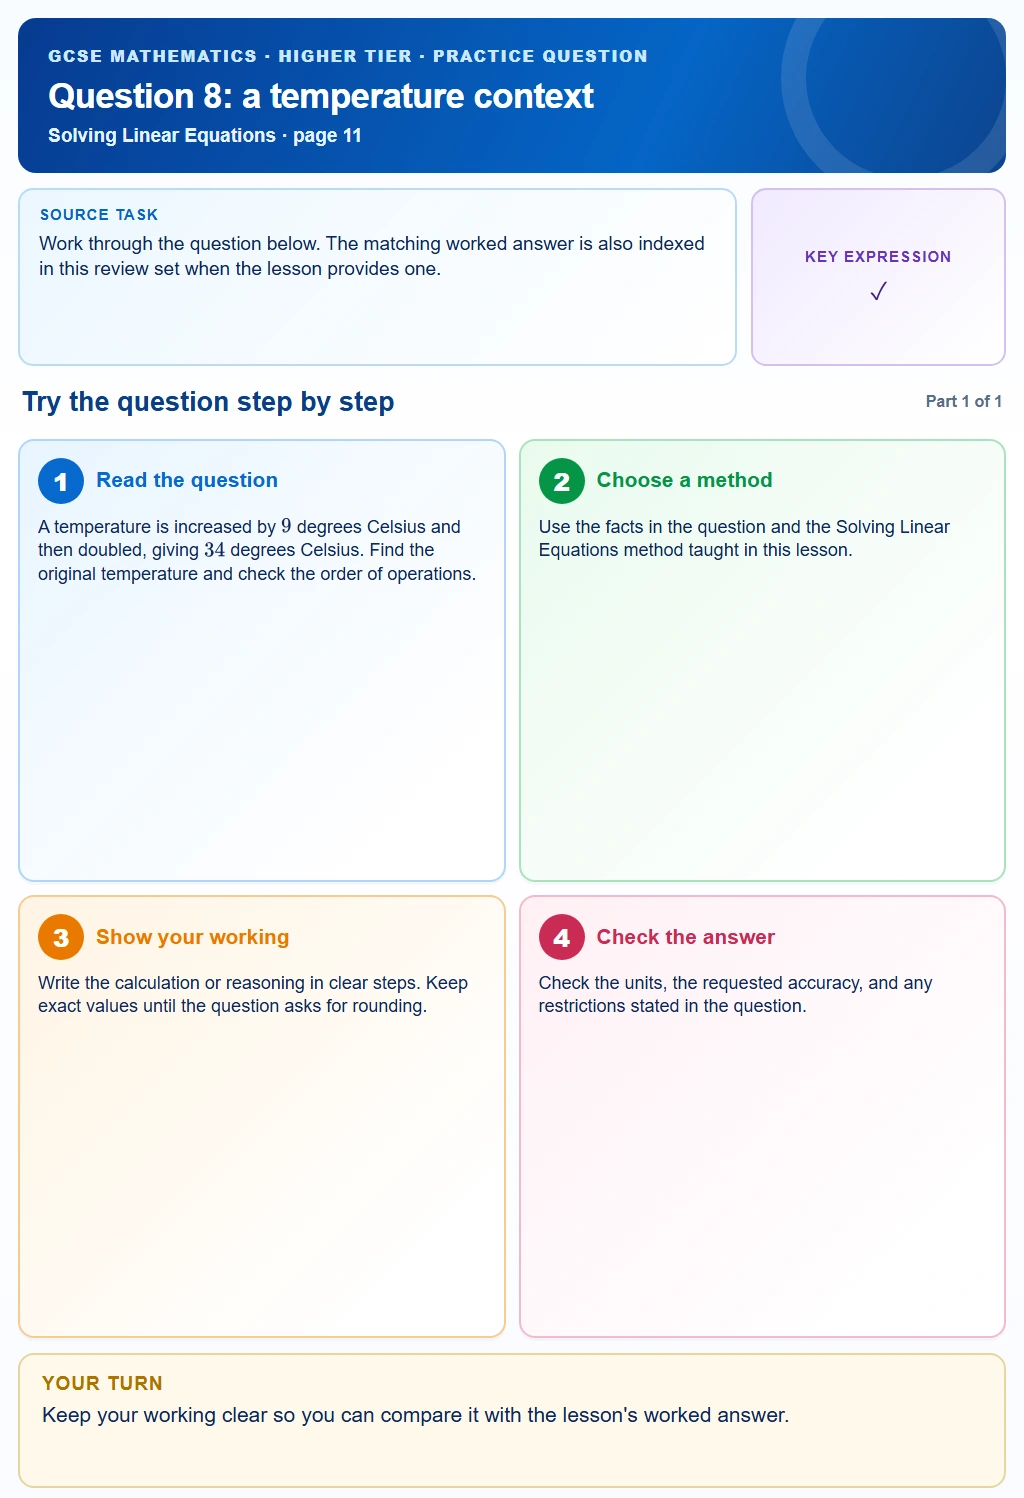 GCSE MATHEMATICS · HIGHER TIER · PRACTICE QUESTION
Question 8: a temperature context
Solving Linear Equations · page 11
SOURCE TASK
Work through the question below. The matching worked answer is also indexed
in this review set when the lesson provides one.
KEY EXPRESSION
✓
Try the question step by step
Part 1 of 1
1 Read the question
A temperature is increased by 9 degrees Celsius and
then doubled, giving 34 degrees Celsius. Find the
original temperature and check the order of operations.
2 Choose a method
Use the facts in the question and the Solving Linear
Equations method taught in this lesson.
3 Show your working
Write the calculation or reasoning in clear steps. Keep
exact values until the question asks for rounding.
4 Check the answer
Check the units, the requested accuracy, and any
restrictions stated in the question.
YOUR TURN
Keep your working clear so you can compare it with the lesson's worked answer.